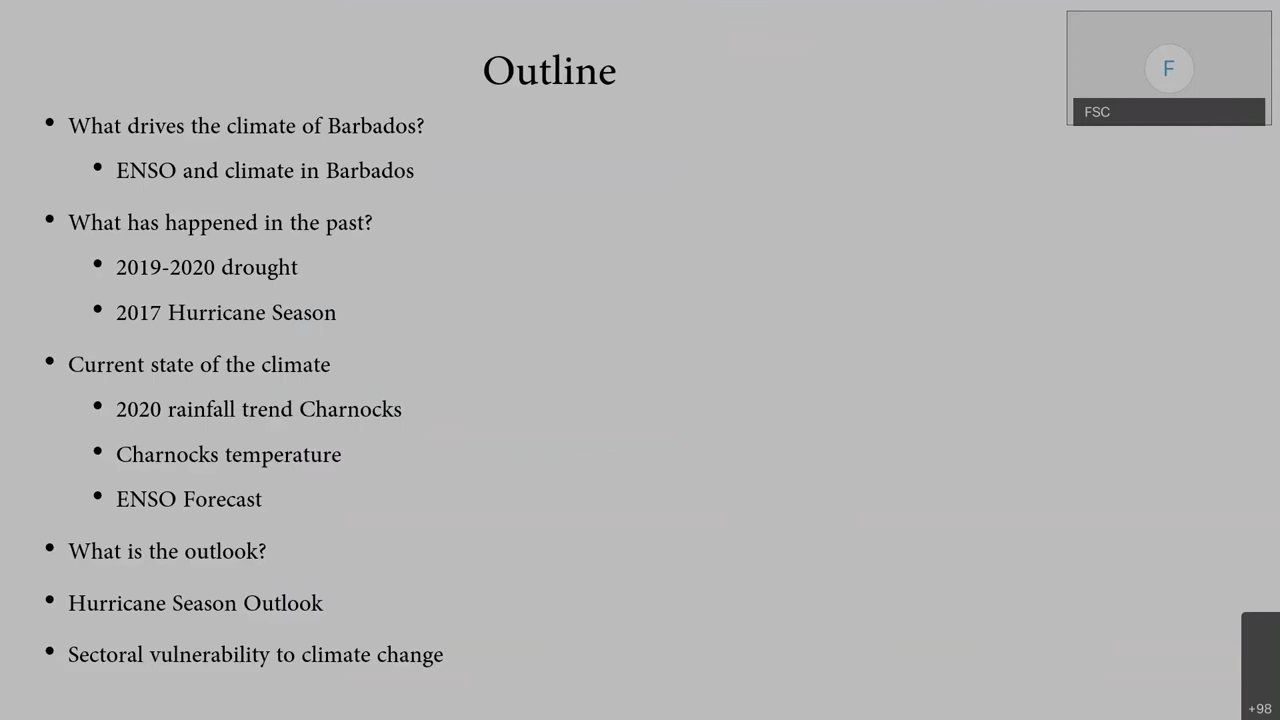 Outline
• What drives the climate of Barbados?
• ENSO and climate in Barbados
• What has happened in the past?
• 2019-2020 drought
• 2017 Hurricane Season
• Current state of the climate
• 2020 rainfall trend Charnocks
• Charnocks temperature
• ENSO Forecast
• What is the outlook?
• Hurricane Season Outlook
• Sectoral vulnerability to climate change
F
FSC
+98